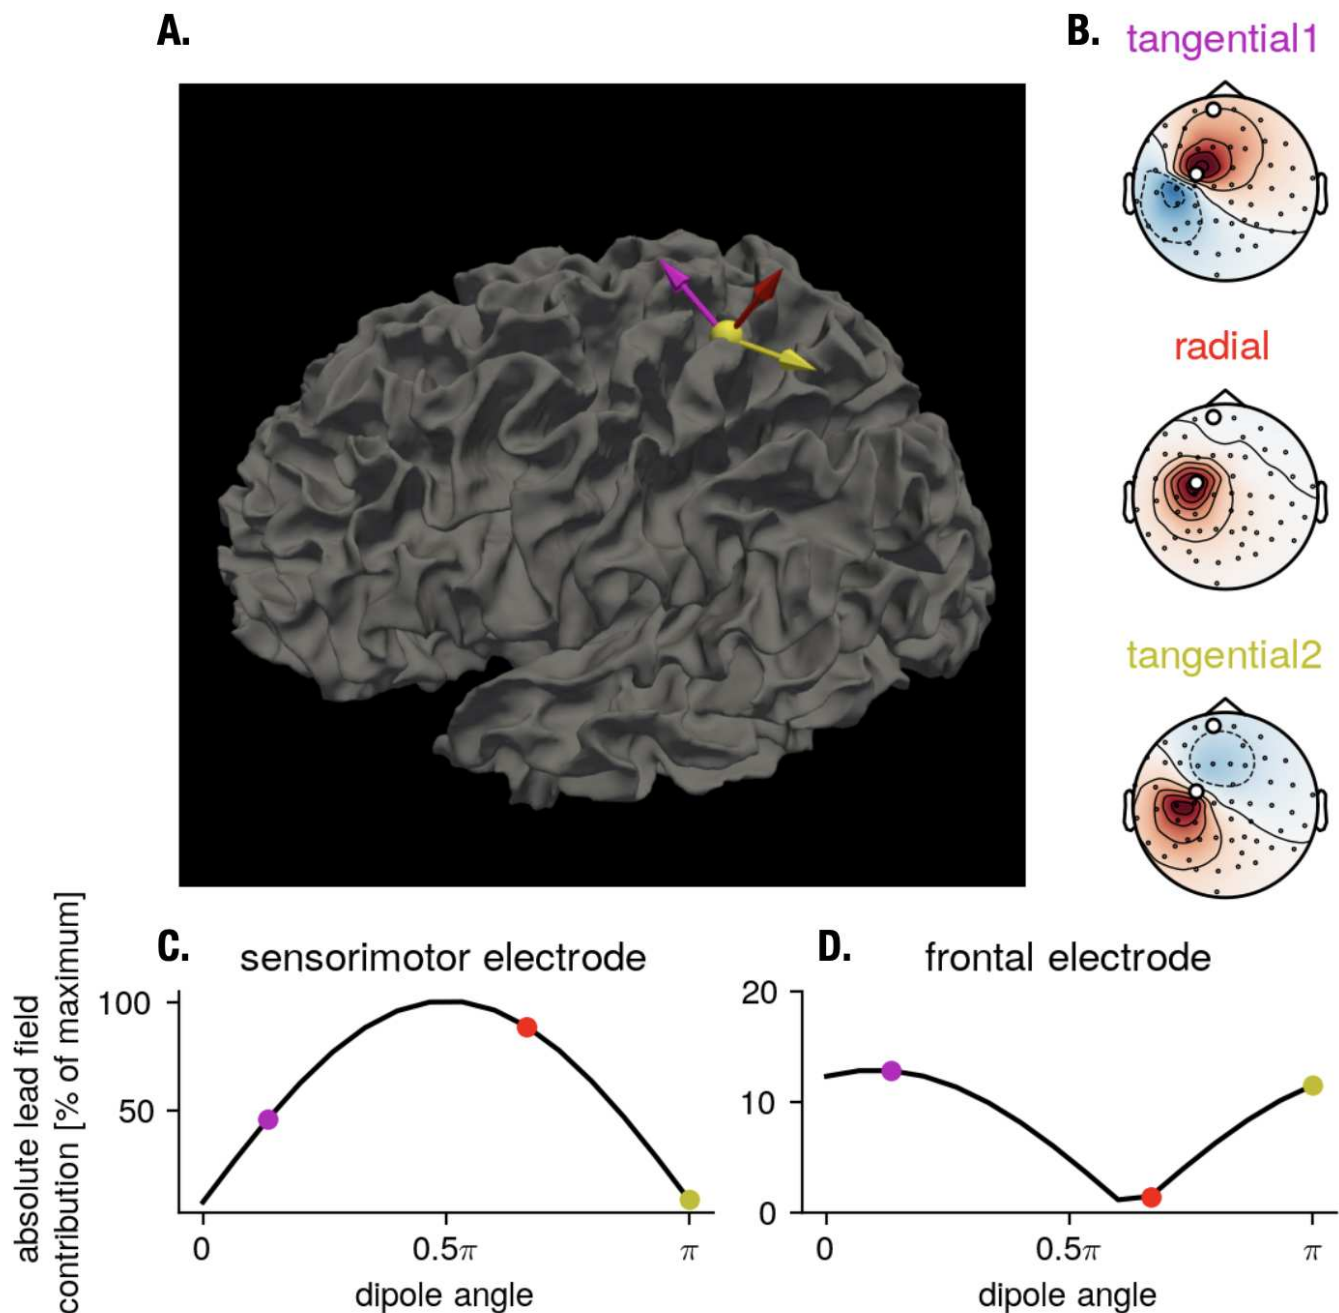 A.
B.
tangential1
radial
tangential2
C.
sensorimotor electrode
absolute lead field
contribution [% of maximum]
100
50
0
0.5π
π
dipole angle
D.
frontal electrode
20
10
0
0
0.5π
π
dipole angle